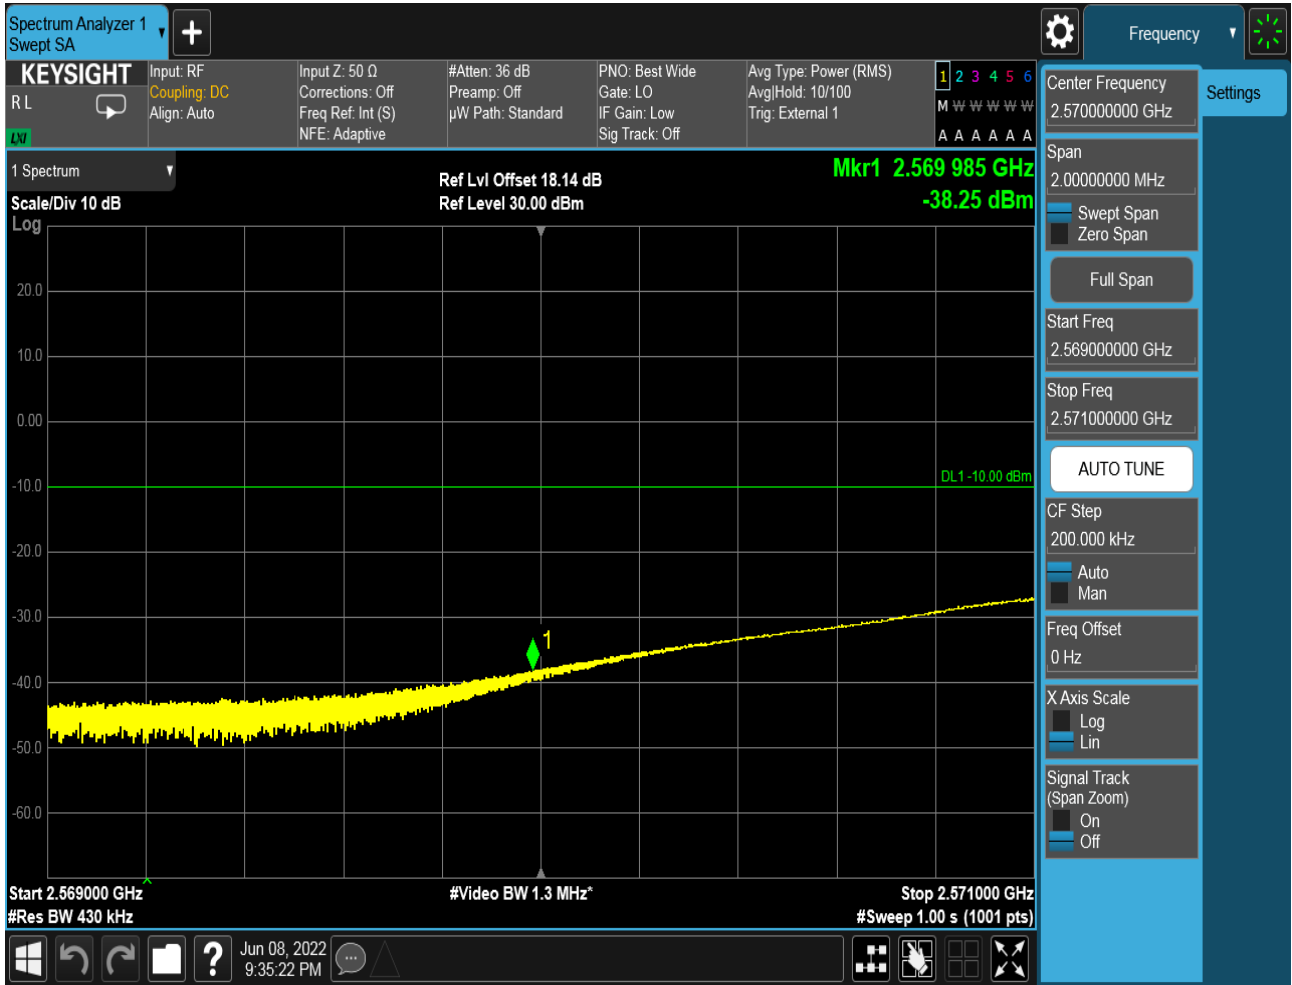 Spectrum Analyzer 1
Swept SA
Frequency
KEYSIGHT
R L
LXI
Input: RF
Coupling: DC
Align: Auto
Input Z: 50 Ω
Corrections: Off
Freq Ref: Int (S)
NFE: Adaptive
#Atten: 36 dB
Preamp: Off
µW Path: Standard
PNO: Best Wide
Gate: LO
IF Gain: Low
Sig Track: Off
Avg Type: Power (RMS)
Avg|Hold: 10/100
Trig: External 1
1 2 3 4 5 6
M W W W W W
A A A A A A
1 Spectrum
Scale/Div 10 dB
Log
Ref Lvl Offset 18.14 dB
Ref Level 30.00 dBm
Mkr1 2.569 985 GHz
-38.25 dBm
20.0
10.0
0.00
-10.0
-20.0
-30.0
-40.0
-50.0
-60.0
DL1 -10.00 dBm
1
Start 2.569000 GHz
#Res BW 430 kHz
#Video BW 1.3 MHz*
Stop 2.571000 GHz
#Sweep 1.00 s (1001 pts)
Center Frequency
2.570000000 GHz
Span
2.00000000 MHz
Swept Span
Zero Span
Full Span
Start Freq
2.569000000 GHz
Stop Freq
2.571000000 GHz
AUTO TUNE
CF Step
200.000 kHz
Auto
Man
Freq Offset
0 Hz
X Axis Scale
Log
Lin
Signal Track
(Span Zoom)
On
Off
Settings
?
Jun 08, 2022
9:35:22 PM